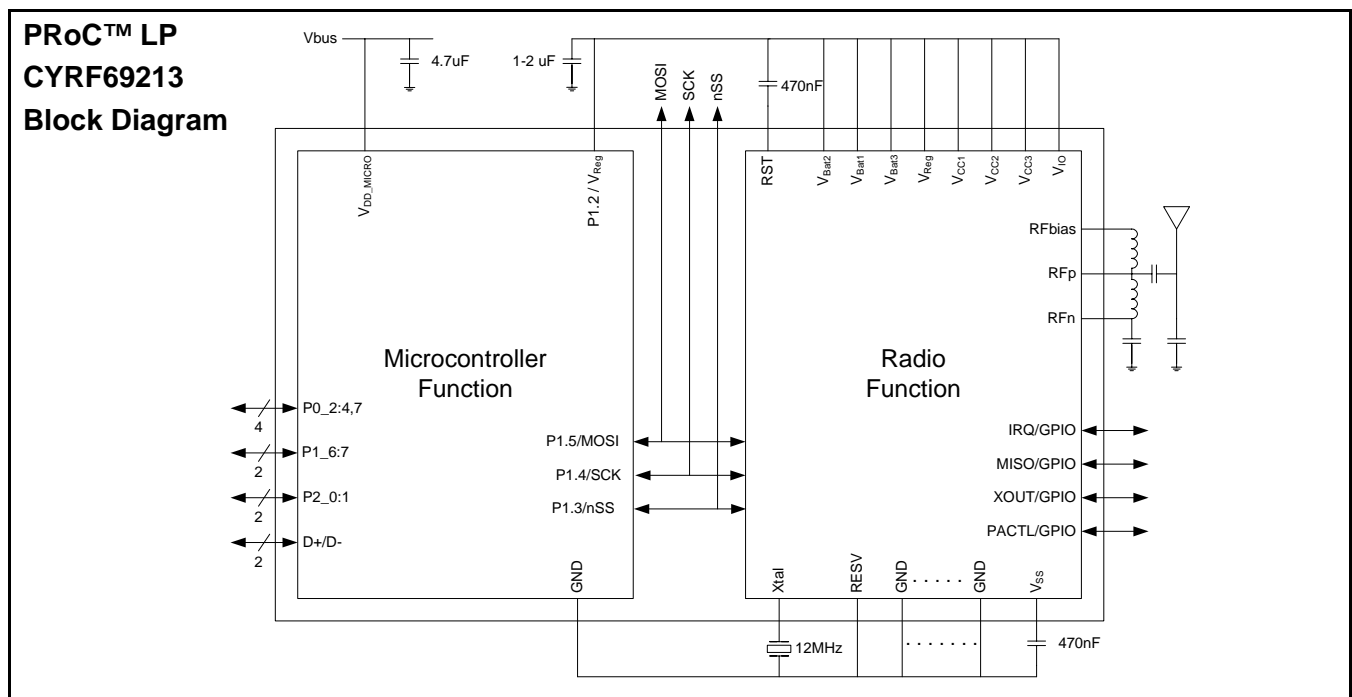 PRoC™ LP
CYRF69213
Block Diagram
Vbus
4.7uF
1-2 uF
MOSI
SCK
nSS
470nF
VDD_MICRO
P1.2 / VReg
RST
VBat2
VBat1
VBat3
VReg
VCC1
VCC2
VCC3
VIO
RFbias
RFp
RFn
Microcontroller
Function
Radio
Function
P0_2:4,7
4
P1_6:7
2
P2_0:1
2
D+/D-
2
P1.5/MOSI
P1.4/SCK
P1.3/nSS
IRQ/GPIO
MISO/GPIO
XOUT/GPIO
PACTL/GPIO
GND
Xtal
RESV
GND
. . . . .
GND
VSS
12MHz
. . . . . . .
470nF